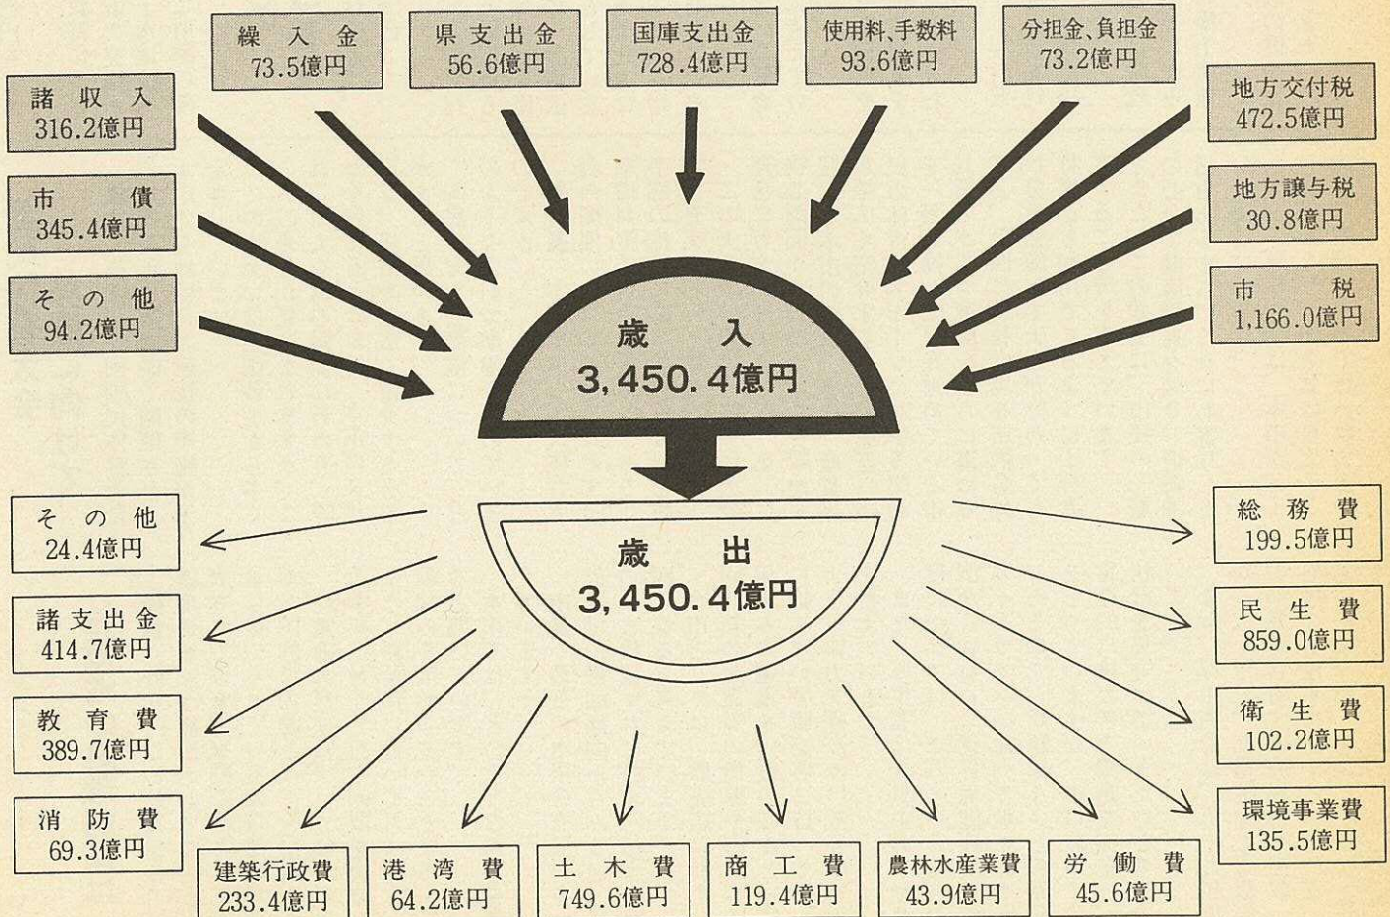 繰入金
73.5億円
県支出金
56.6億円
国庫支出金
728.4億円
使用料、手数料
93.6億円
分担金、負担金
73.2億円
諸収入
316.2億円
市債
345.4億円
その他
94.2億円
地方交付税
472.5億円
地方譲与税
30.8億円
市税
1,166.0億円
歳入
3,450.4億円
歳出
3,450.4億円
その他
24.4億円
諸支出金
414.7億円
教育費
389.7億円
消防費
69.3億円
建築行政費
233.4億円
港湾費
64.2億円
土木費
749.6億円
商工費
119.4億円
農林水産業費
43.9億円
労働費
45.6億円
総務費
199.5億円
民生費
859.0億円
衛生費
102.2億円
環境事業費
135.5億円